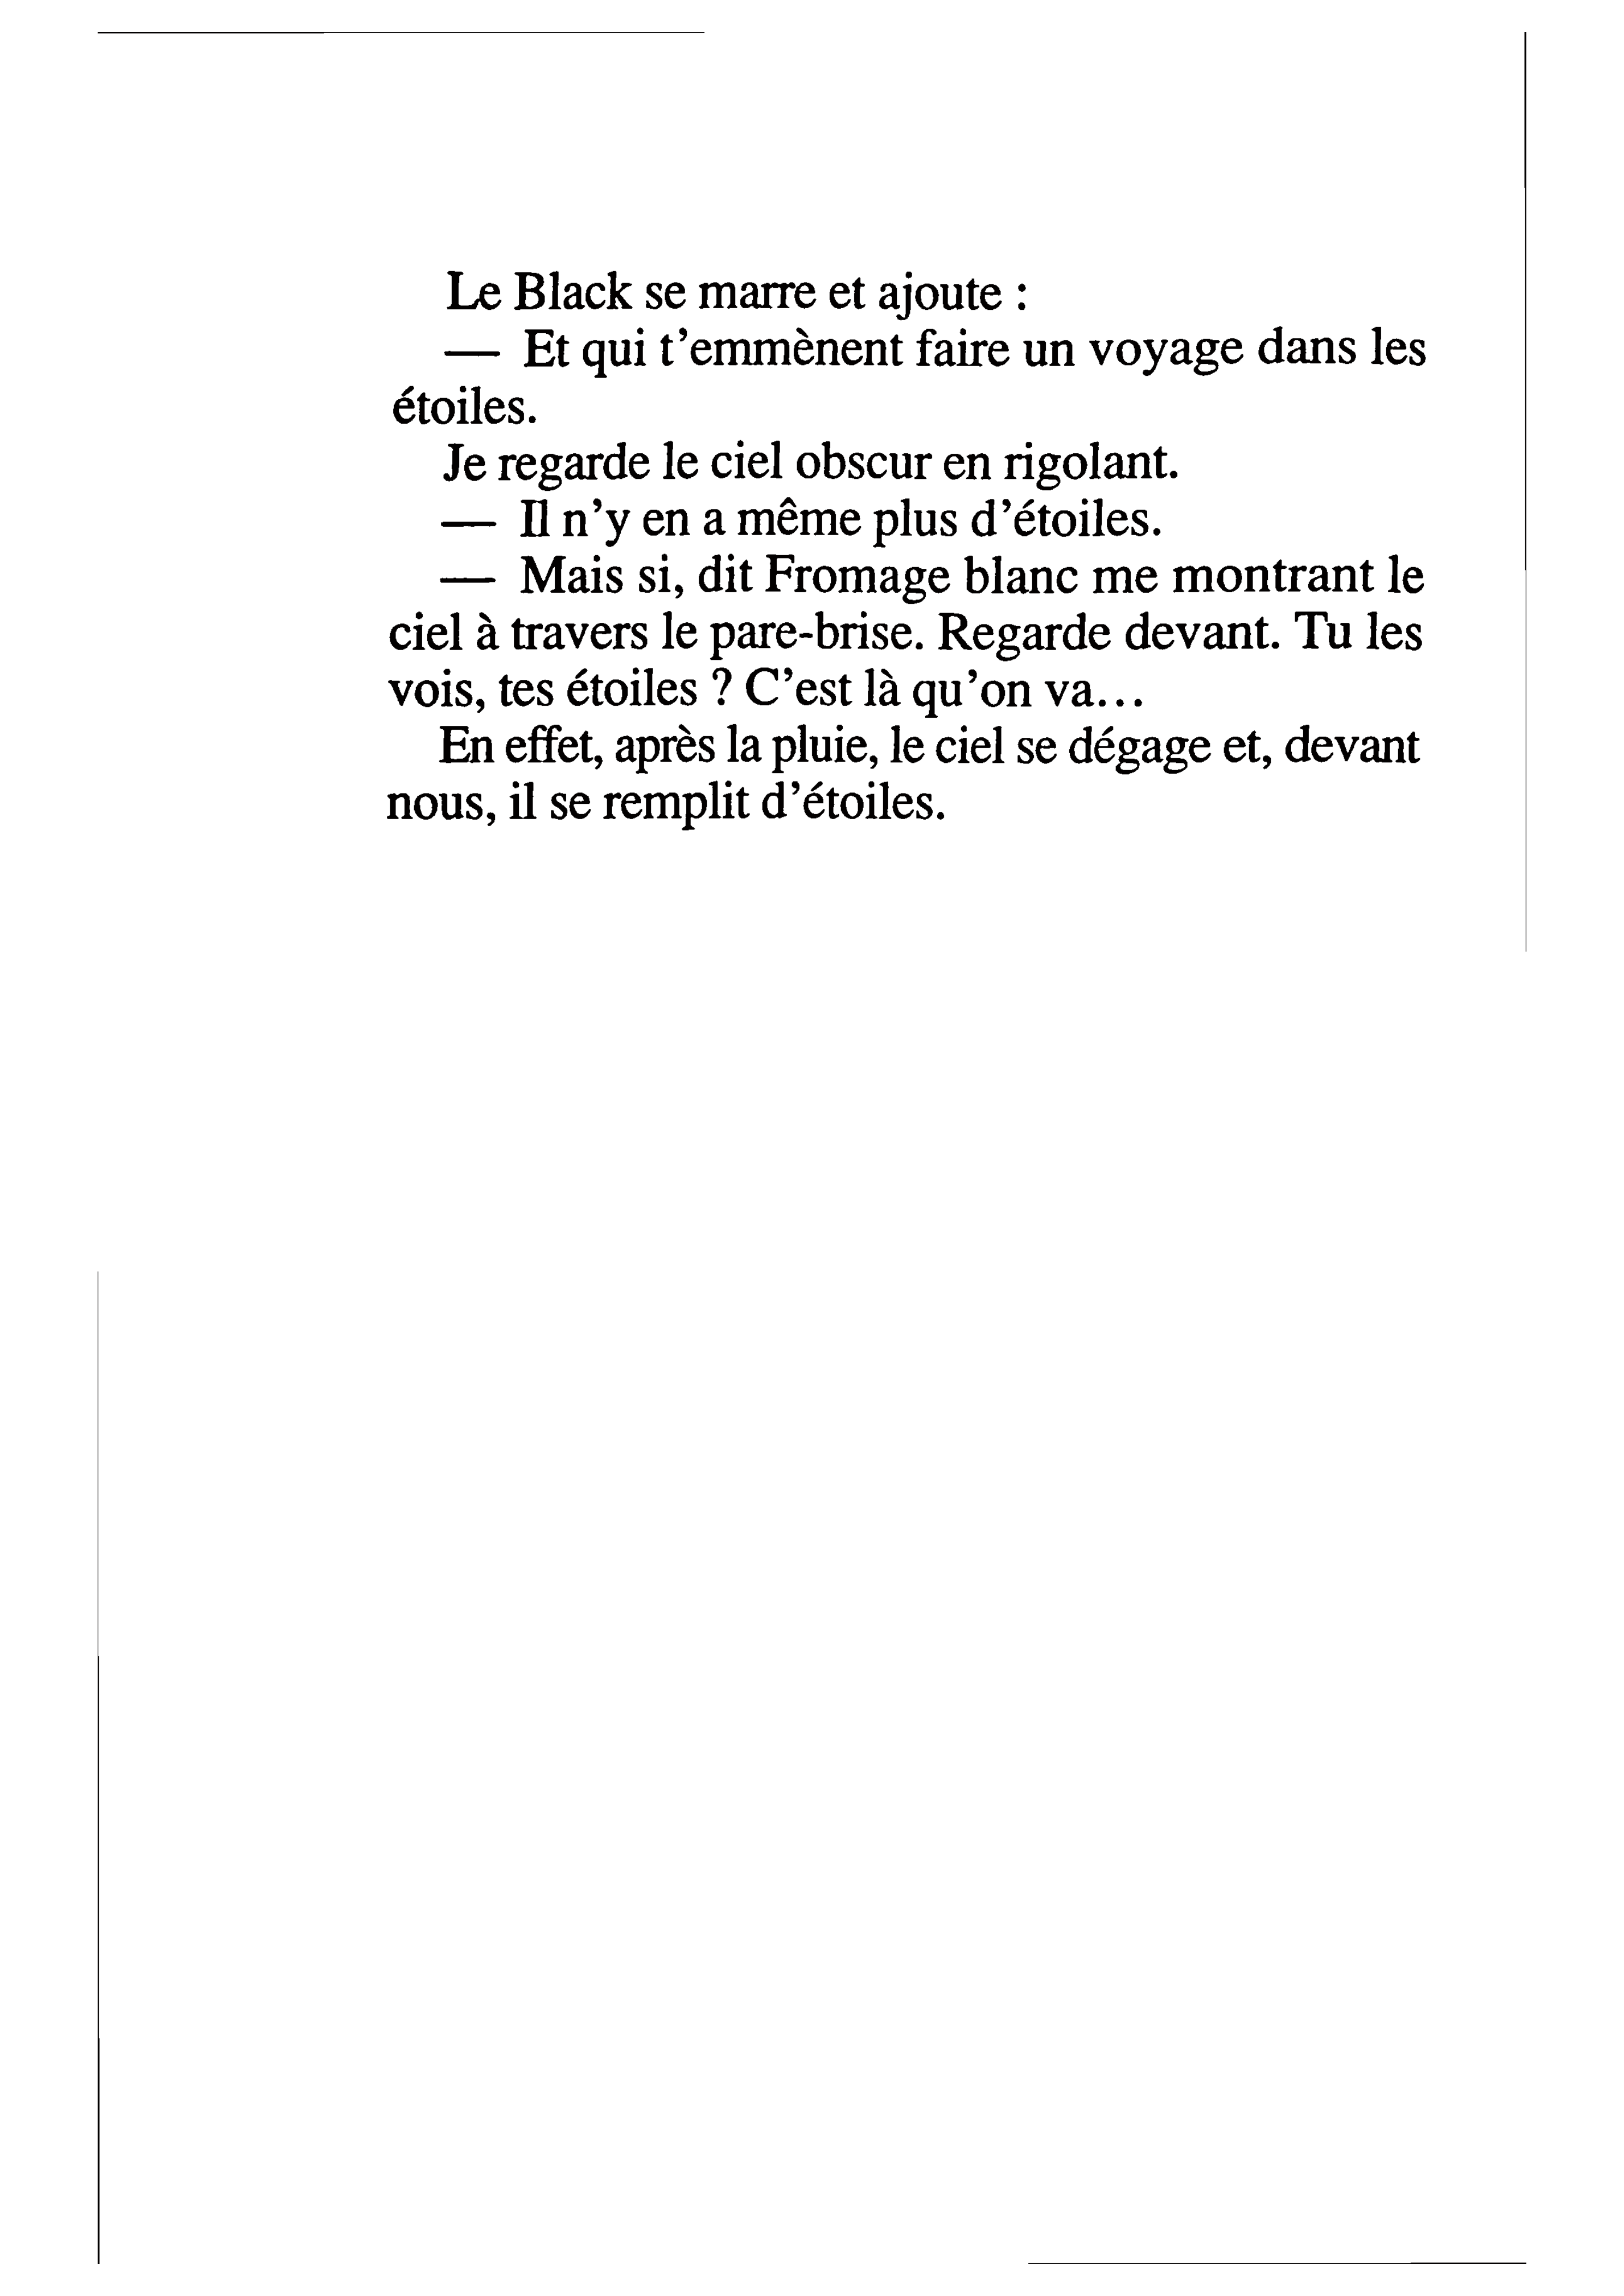 Le Black se marre et ajoute :
— Et qui t’emmènent faire un voyage dans les
étoiles.
Je regarde le ciel obscur en rigolant.
— Il n’y en a même plus d’étoiles.
— Mais si, dit Fromage blanc me montrant le
ciel à travers le pare-brise. Regarde devant. Tu les
vois, tes étoiles ? C’est là qu’on va…
En effet, après la pluie, le ciel se dégage et, devant
nous, il se remplit d’étoiles.